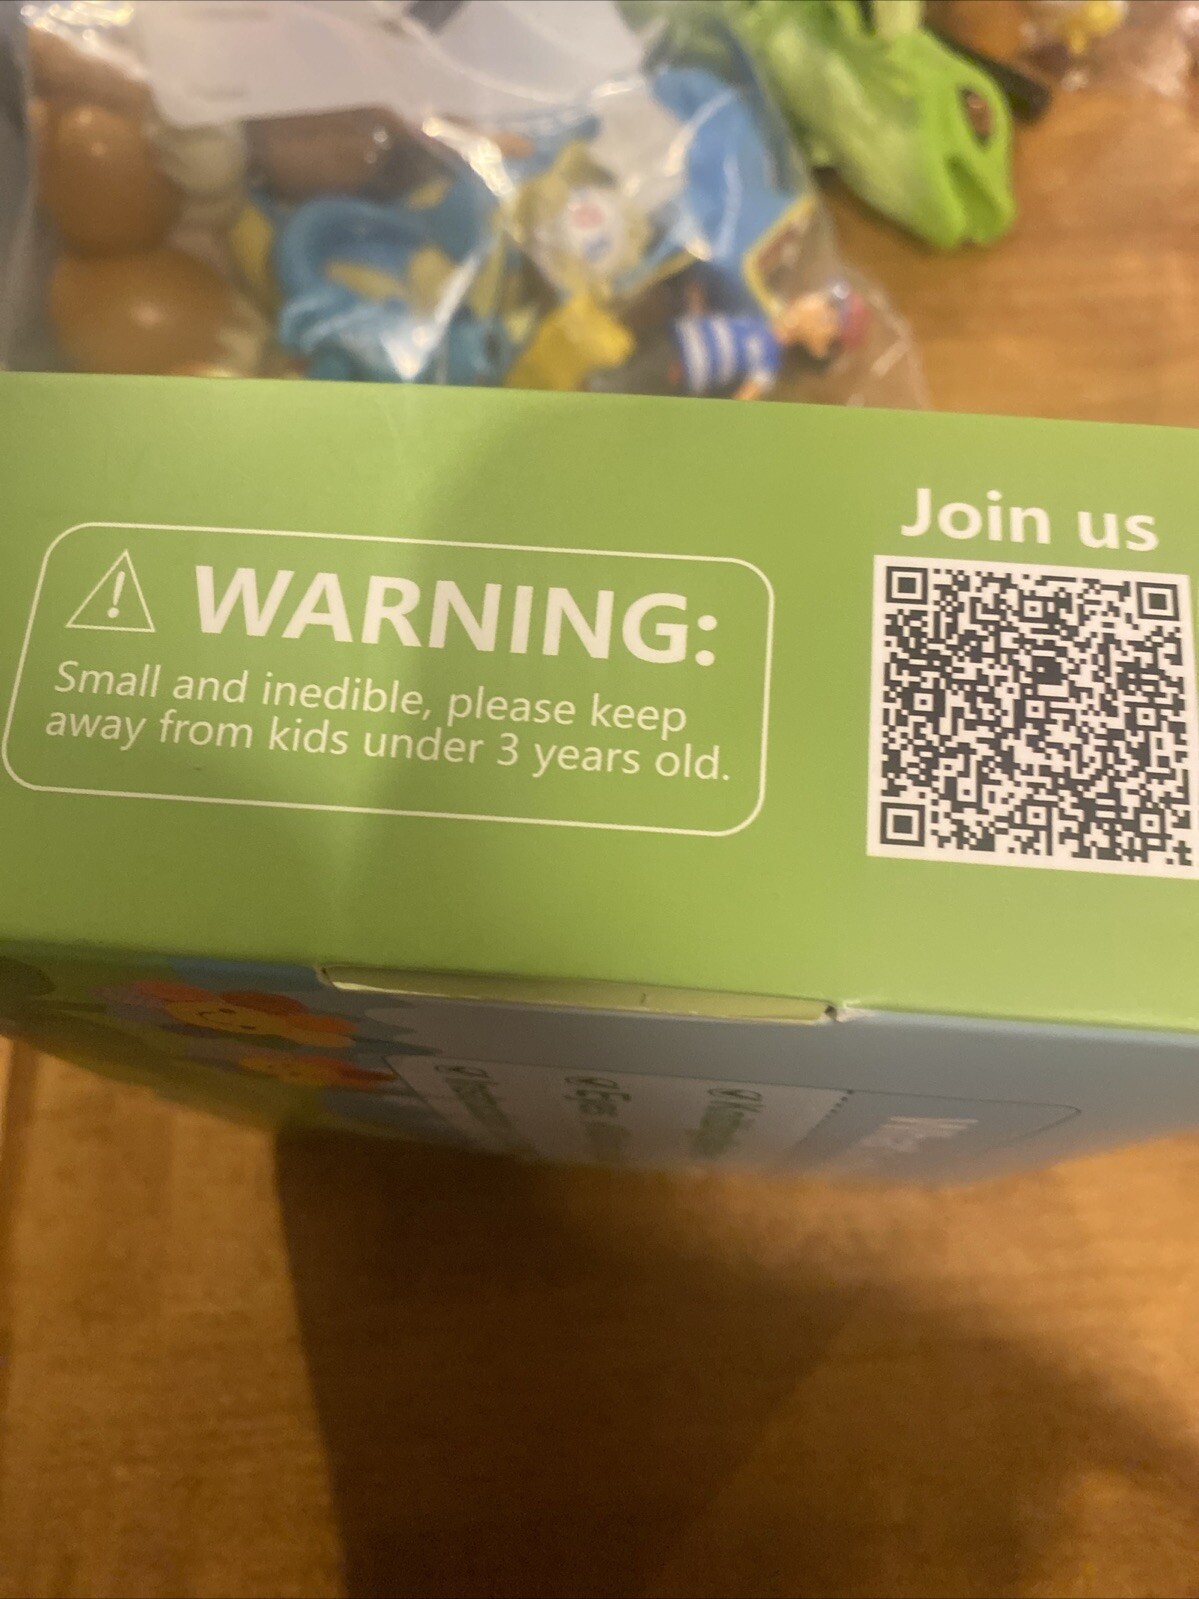 Join us
WARNING:
Small and inedible, please keep
away from kids under 3 years old.